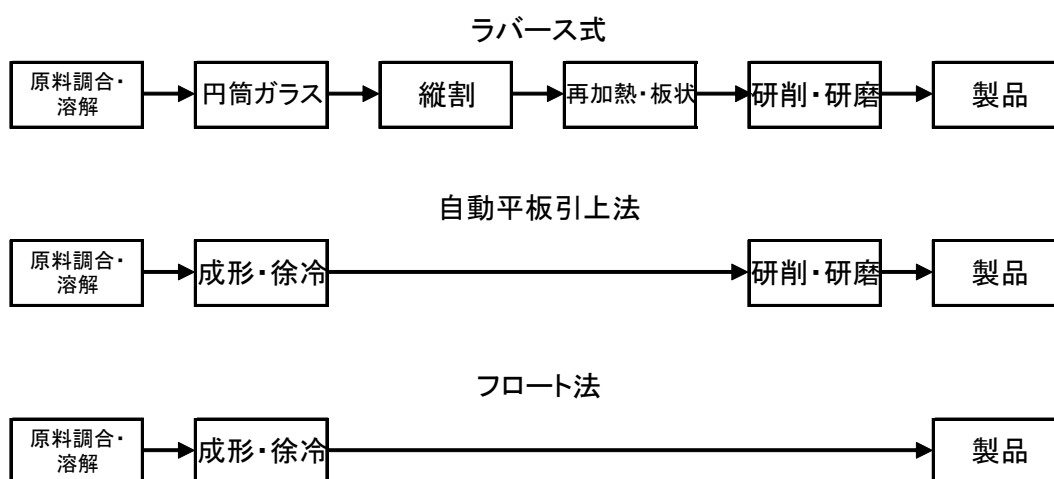 ラバース式
原料調合・
溶解
円筒ガラス
縦割
再加熱・板状
研削・研磨
製品
自動平板引上法
原料調合・
溶解
成形・徐冷
研削・研磨
製品
フロート法
原料調合・
溶解
成形・徐冷
製品